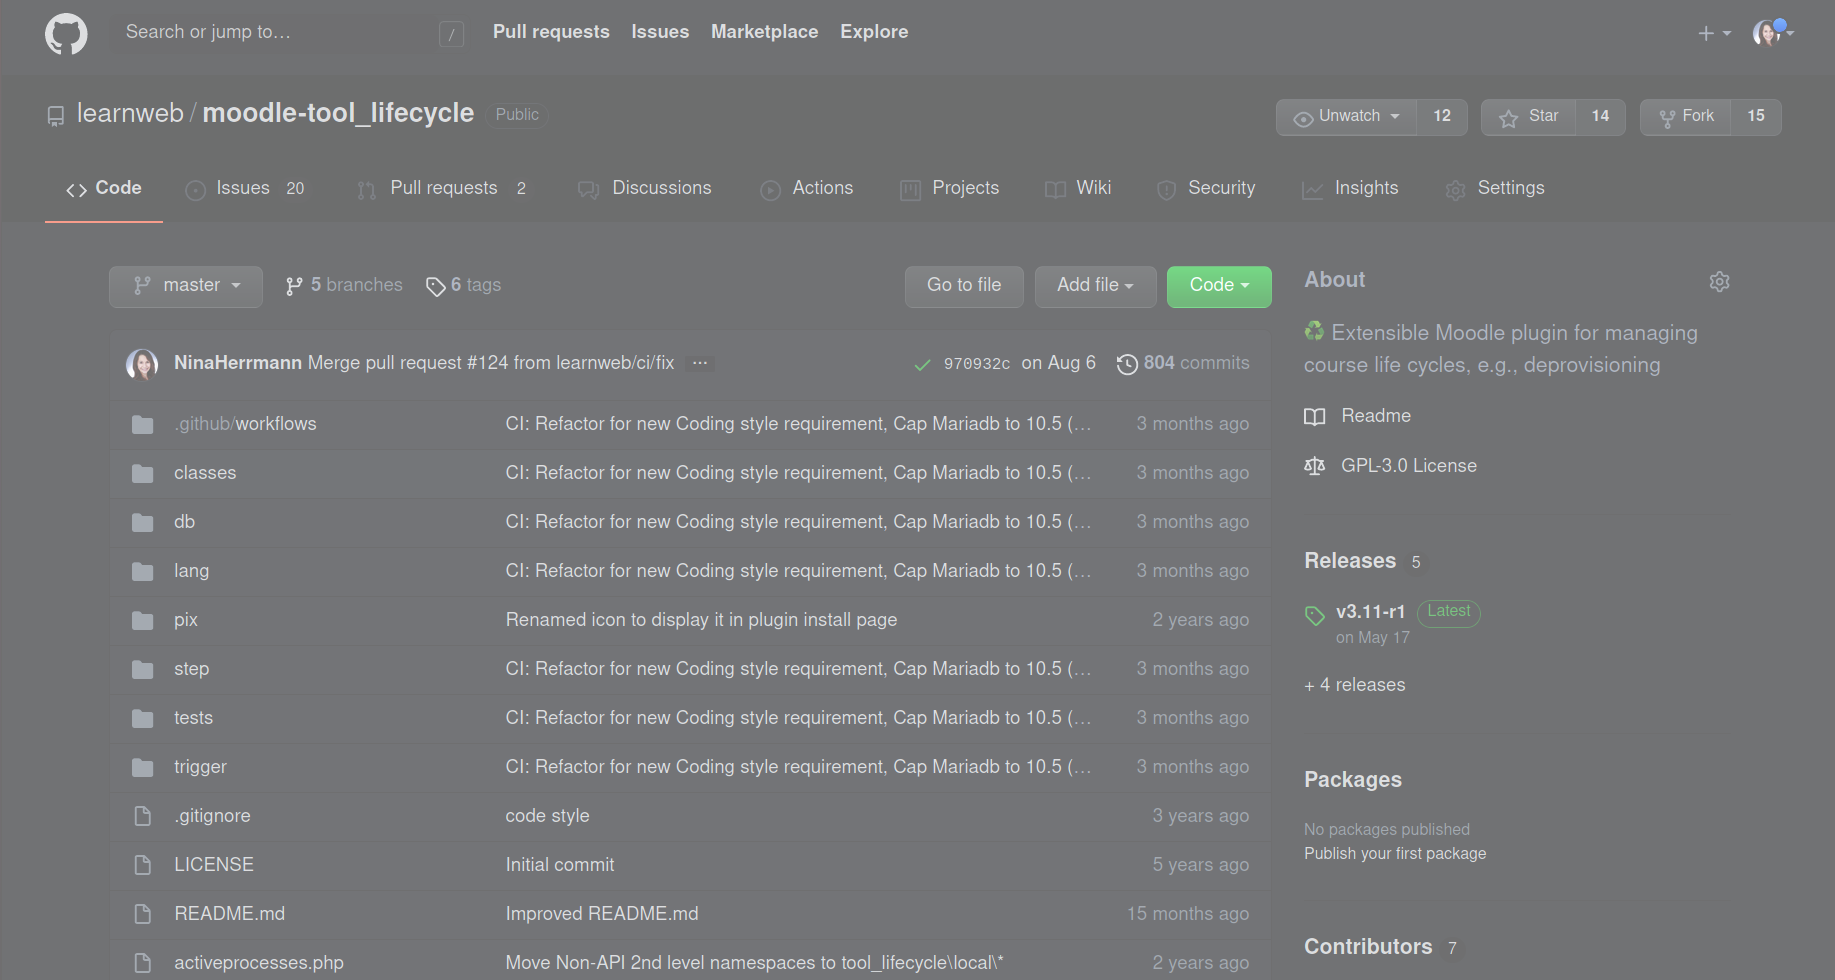 Search or jump to…
/
Pull requests Issues Marketplace Explore
learnweb / moodle-tool_lifecycle Public
Unwatch 12 Star 14 Fork 15
Code Issues 20 Pull requests 2 Discussions Actions Projects Wiki Security Insights Settings
master 5 branches 6 tags Go to file Add file Code
NinaHerrmann Merge pull request #124 from learnweb/ci/fix ... 970932c on Aug 6 804 commits
.github/workflows CI: Refactor for new Coding style requirement, Cap Mariadb to 10.5 (… 3 months ago
classes CI: Refactor for new Coding style requirement, Cap Mariadb to 10.5 (… 3 months ago
db CI: Refactor for new Coding style requirement, Cap Mariadb to 10.5 (… 3 months ago
lang CI: Refactor for new Coding style requirement, Cap Mariadb to 10.5 (… 3 months ago
pix Renamed icon to display it in plugin install page 2 years ago
step CI: Refactor for new Coding style requirement, Cap Mariadb to 10.5 (… 3 months ago
tests CI: Refactor for new Coding style requirement, Cap Mariadb to 10.5 (… 3 months ago
trigger CI: Refactor for new Coding style requirement, Cap Mariadb to 10.5 (… 3 months ago
.gitignore code style 3 years ago
LICENSE Initial commit 5 years ago
README.md Improved README.md 15 months ago
activeprocesses.php Move Non-API 2nd level namespaces to tool_lifecycle\local\* 2 years ago
About
Extensible Moodle plugin for managing
course life cycles, e.g., deprovisioning
Readme
GPL-3.0 License
Releases 5
v3.11-r1 Latest
on May 17
+ 4 releases
Packages
No packages published
Publish your first package
Contributors 7